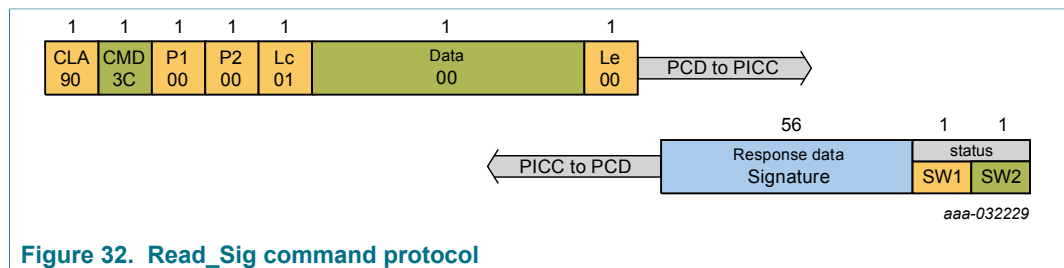 1 1 1 1 1 1 1
CLA CMD P1 P2 Lc Data Le
90 3C 00 00 01 00 00
PCD to PICC
56 1 1
PICC to PCD
Response data
Signature
status
SW1 SW2
aaa-032229
Figure 32. Read_Sig command protocol